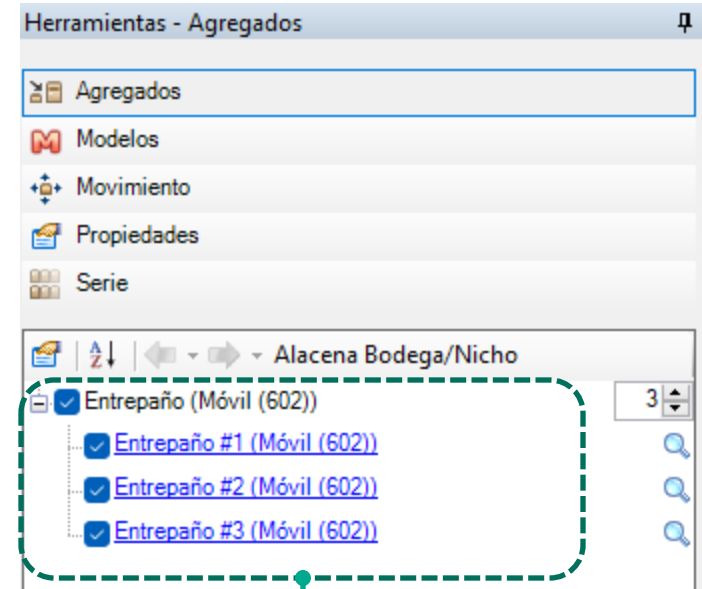 Herramientas - Agregados
Agregados
Modelos
Movimiento
Propiedades
Serie
Alacena Bodega/Nicho
Entrepaño (Móvil (602)) 3
Entrepaño #1 (Móvil (602))
Entrepaño #2 (Móvil (602))
Entrepaño #3 (Móvil (602))